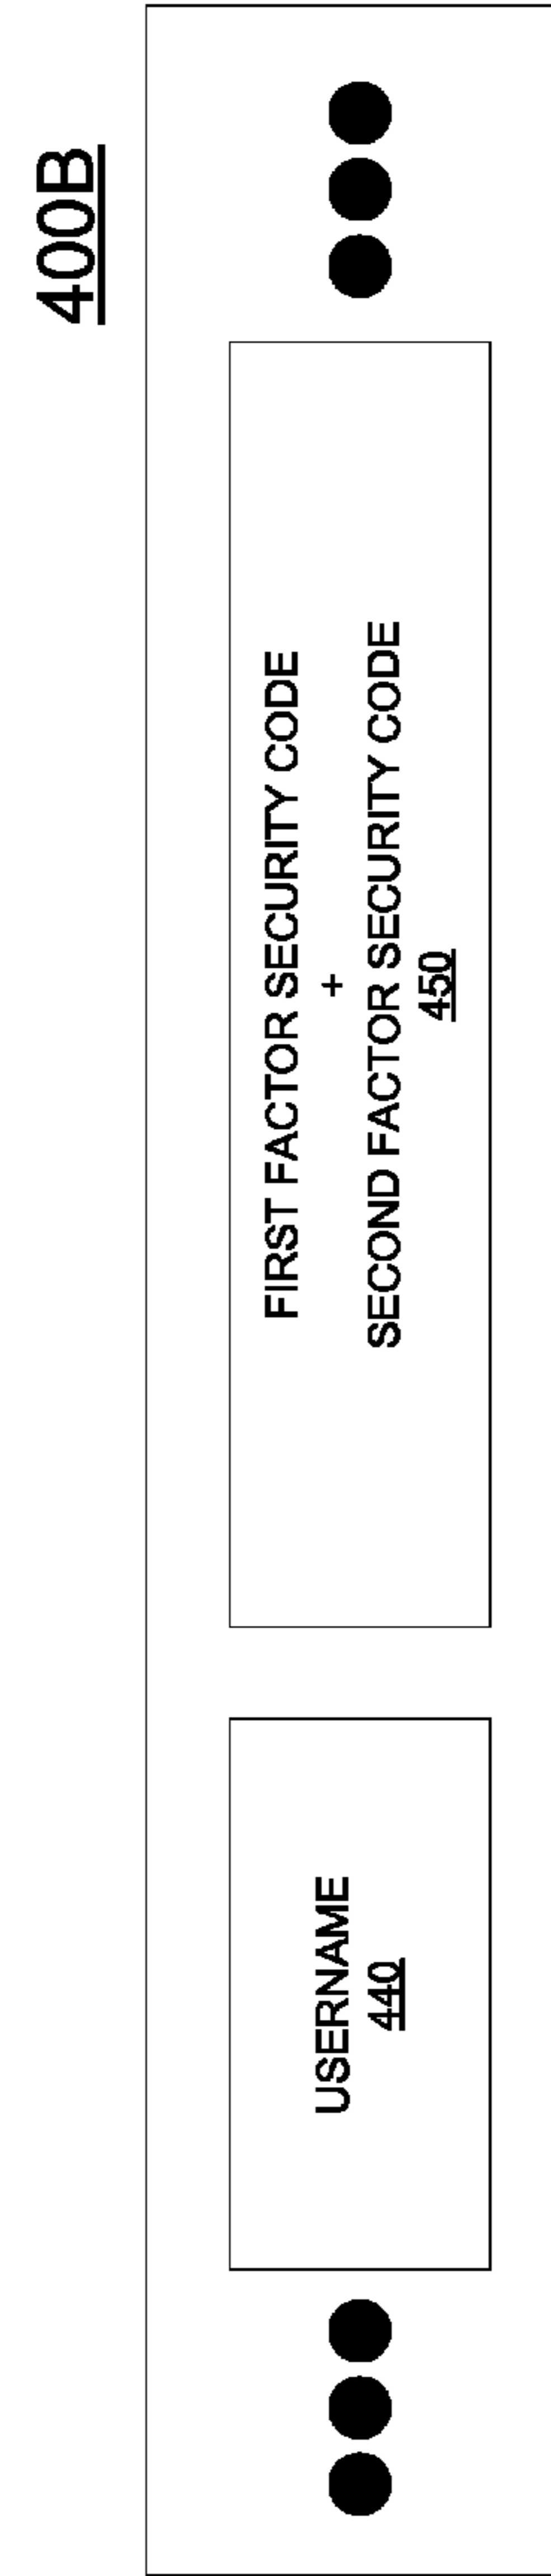 400B
USERNAME
440
FIRST FACTOR SECURITY CODE
+
SECOND FACTOR SECURITY CODE
450